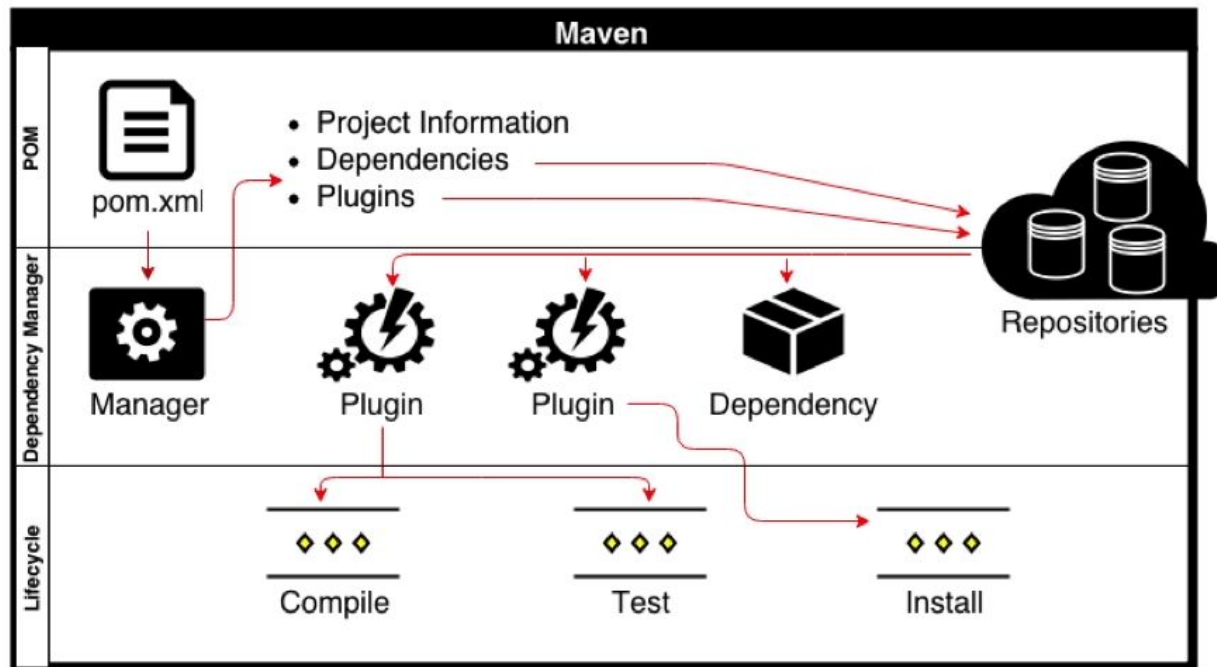 Maven
POM
pom.xml
• Project Information
• Dependencies
• Plugins
Repositories
Dependency Manager
Manager
Plugin
Plugin
Dependency
Lifecycle
Compile
Test
Install